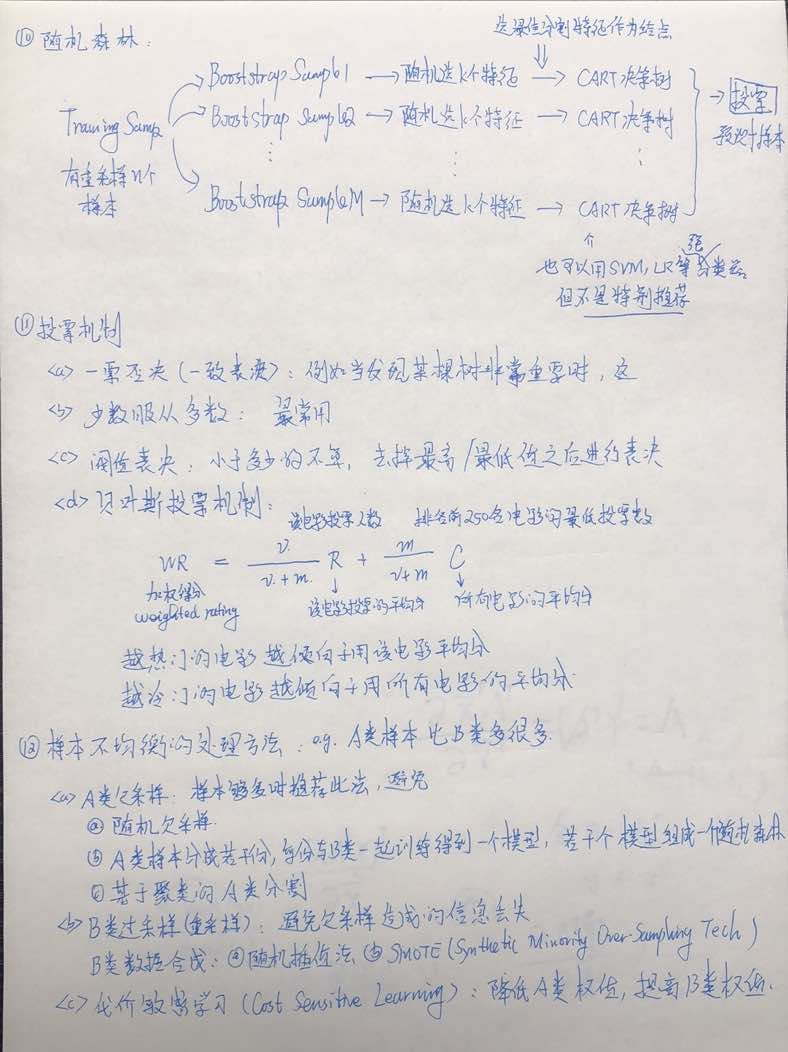 ⑩ 随机森林：
选最佳分割特征作为结点
Bootstrap Sample1 → 随机选k个特征 → CART决策树
Training Sample
Bootstrap Sample2 → 随机选k个特征 → CART决策树
→ 投票
预测样本
有重采样n个
样本
Bootstrap SampleM → 随机选k个特征 → CART决策树
也可以用SVM, LR等 类器
但不是特别推荐
⑪ 投票机制
<a> 一票否决 (一致表决)：例如当发现某棵树非常重要时，这
<b> 少数服从多数： 最常用
<c> 阈值表决：小于多少的不算，去掉最高/最低值之后进行表决
<d> 贝叶斯投票机制：
该电影投票人数 排名前250名电影的最低投票数
WR = v/(v+m) R + m/(v+m) C
加权得分 该电影投票的平均分 所有电影的平均分
weighted rating
越热门的电影越倾向于用该电影平均分
越冷门的电影越倾向于用所有电影的平均分
⑫ 样本不均衡的处理方法：eg. A类样本比B类多很多.
<a> A类欠采样：样本够多时推荐此法，避免
ⓐ 随机欠采样
ⓑ A类样本分成若干份，每份与B类一起训练得到一个模型，若干个模型组成一个随机森林
ⓒ 基于聚类的A类分割
<b> B类过采样(重采样)：避免欠采样造成的信息丢失
B类数据合成：ⓐ随机插值法 ⓑ SMOTE (Synthetic Minority Over-Sampling Tech)
<c> 代价敏感学习 (Cost Sensitive Learning)：降低A类权值，提高B类权值.